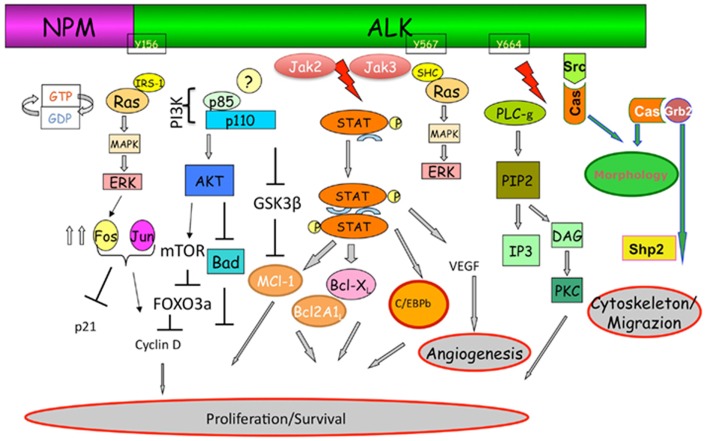 NPM
ALK
Y156
Y567
Y664
GTP
GDP
IRS-1
Ras
MAPK
ERK
Fos
Jun
p21
PI3K
p85
p110
?
AKT
mTOR
Bad
FOXO3a
Cyclin D
GSK3β
MCl-1
Jak2
Jak3
STAT
P
STAT
P
P
STAT
Bcl-XL
Bcl2A1
C/EBPb
SHC
Ras
MAPK
ERK
VEGF
Angiogenesis
PLC-g
PIP2
IP3
DAG
PKC
Src
Cas
Cas
Grb2
Morphology
Shp2
Cytoskeleton/
Migrazion
Proliferation/Survival